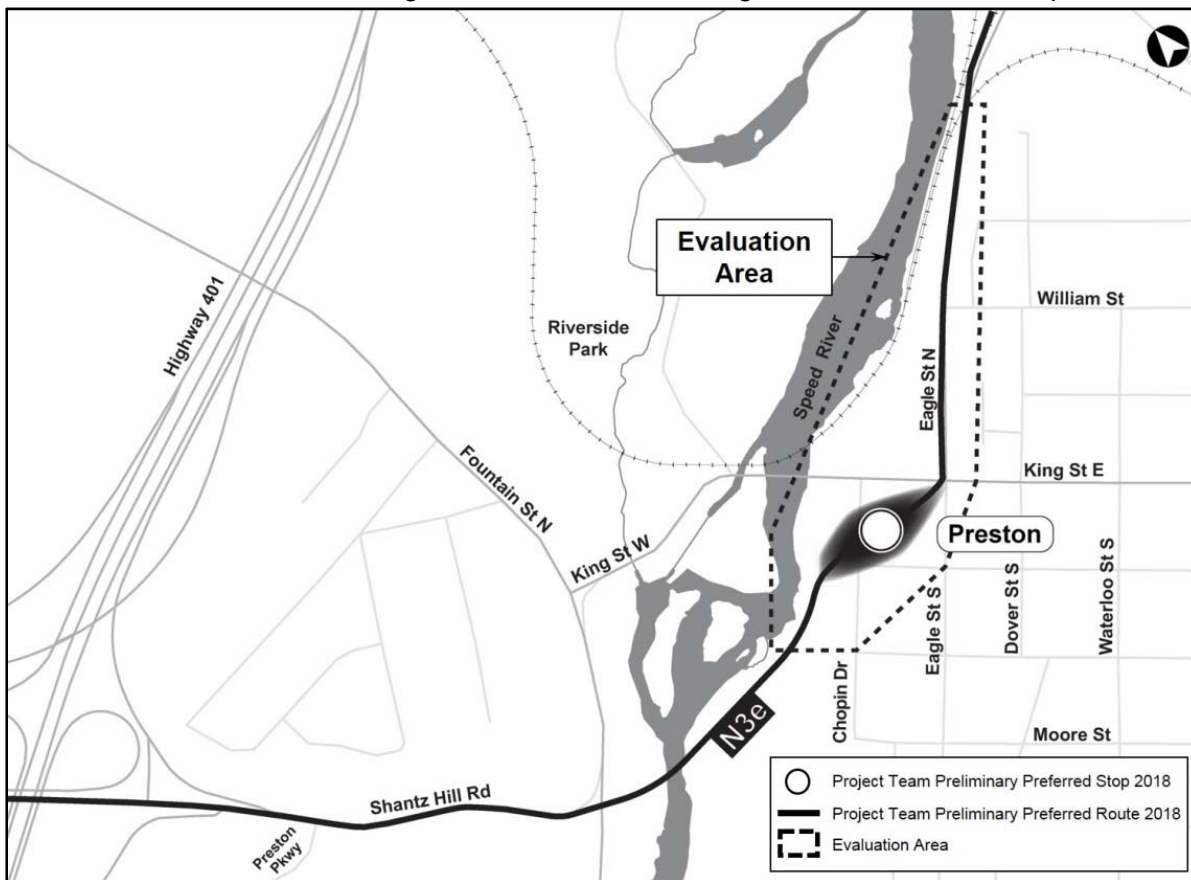 Evaluation
Area
Highway 401
Riverside
Park
Speed River
William St
Eagle St N
King St E
Fountain St N
King St W
Preston
Eagle St S
Dover St S
Waterloo St S
Chopin Dr
N3e
Moore St
Shantz Hill Rd
Preston
Pkwy
Project Team Preliminary Preferred Stop 2018
Project Team Preliminary Preferred Route 2018
Evaluation Area